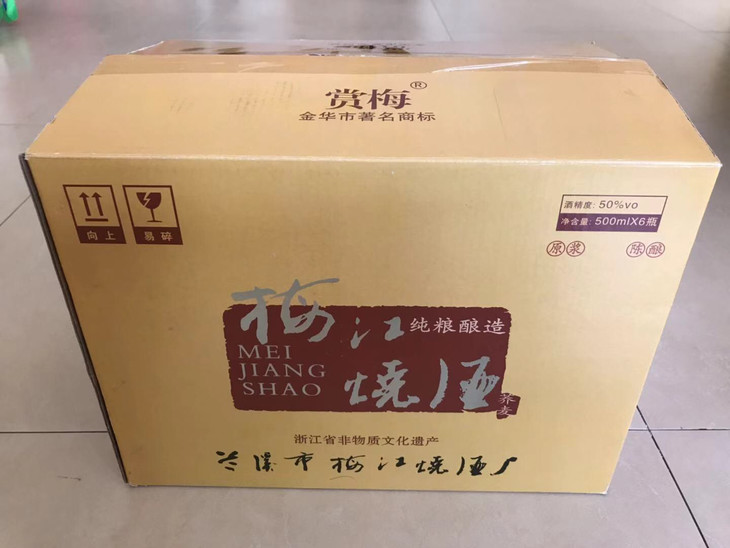 赏梅®
金华市著名商标
向上
易碎
酒精度: 50%vo
净含量: 500mlX6瓶
原浆 陈酿
梅江
纯粮酿造
MEI
JIANG
SHAO
燒酒
荞麦
浙江省非物质文化遗产
兰溪市梅江燒酒厂